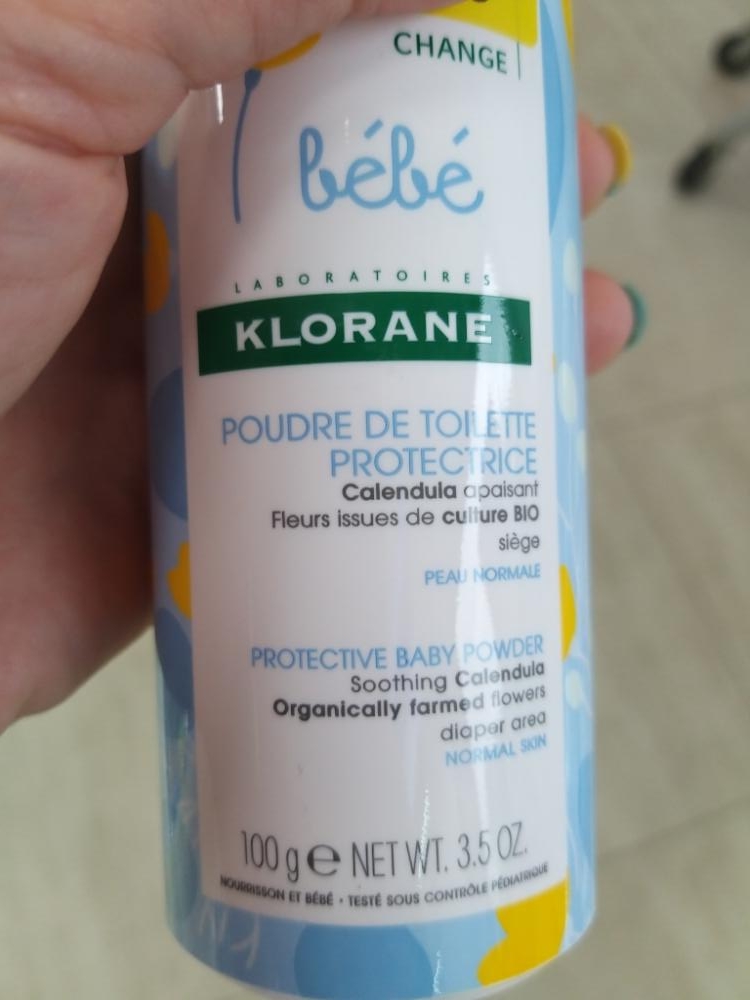 CHANGE
bébé
LABORATOIRES
KLORANE
POUDRE DE TOILETTE
PROTECTRICE
Calendula apaisant
Fleurs issues de culture BIO
siège
PEAU NORMALE
PROTECTIVE BABY POWDER
Soothing Calendula
Organically farmed flowers
diaper area
NORMAL SKIN
100 g e NET WT. 3.5 OZ.
NOURRISSON ET BÉBÉ • TESTÉ SOUS CONTRÔLE PÉDIATRIQUE